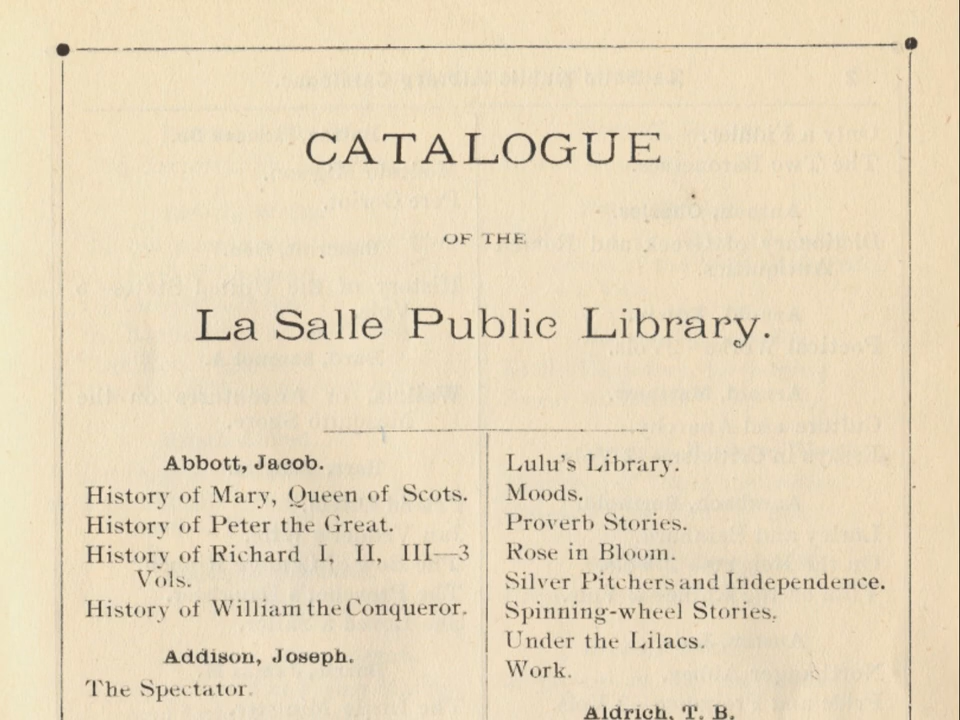 CATALOGUE
OF THE
La Salle Public Library.
Abbott, Jacob.
History of Mary, Queen of Scots.
History of Peter the Great.
History of Richard I, II, III—3
Vols.
History of William the Conqueror.
Addison, Joseph.
The Spectator.
Lulu's Library.
Moods.
Proverb Stories.
Rose in Bloom.
Silver Pitchers and Independence.
Spinning-wheel Stories.
Under the Lilacs.
Work.
Aldrich, T. B.